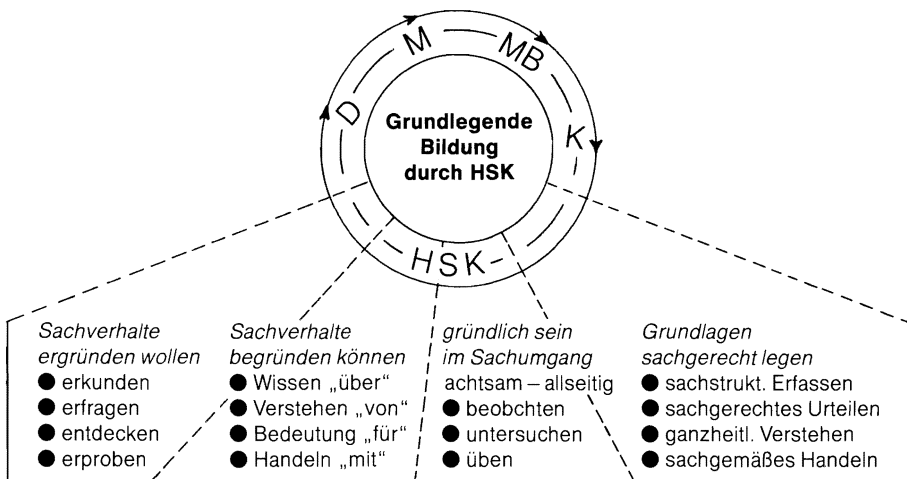 M
MB
D
K
Grundlegende
Bildung
durch HSK
HSK
Sachverhalte
ergründen wollen
● erkunden
● erfragen
● entdecken
● erproben
Sachverhalte
begründen können
● Wissen „über“
● Verstehen „von“
● Bedeutung „für“
● Handeln „mit“
gründlich sein
im Sachumgang
achtsam – allseitig
● beobchten
● untersuchen
● üben
Grundlagen
sachgerecht legen
● sachstrukt. Erfassen
● sachgerechtes Urteilen
● ganzheitl. Verstehen
● sachgemäßes Handeln